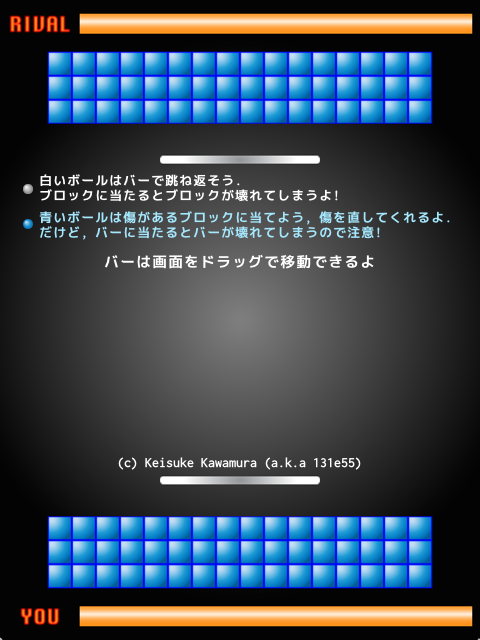 RIVAL
白いボールはバーで跳ね返そう.
ブロックに当たるとブロックが壊れてしまうよ!
青いボールは傷があるブロックに当てよう, 傷を直してくれるよ.
だけど, バーに当たるとバーが壊れてしまうので注意!
バーは画面をドラッグで移動できるよ
(c) Keisuke Kawamura (a.k.a 131e55)
YOU